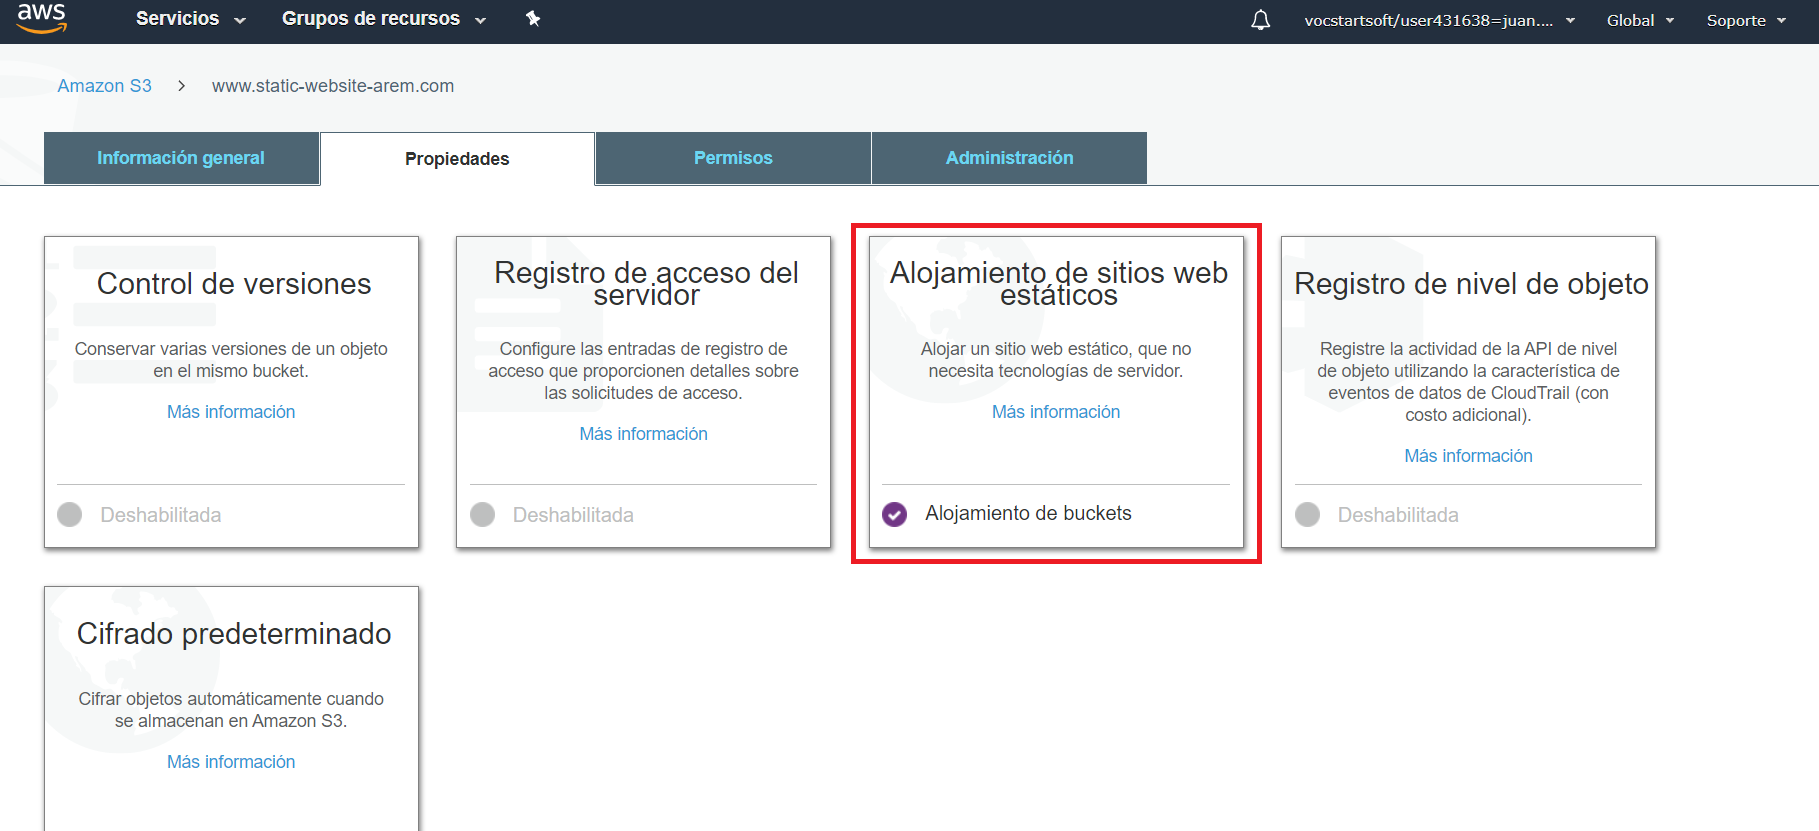 aws Servicios Grupos de recursos vocstartsoft/user431638=juan.... Global Soporte
Amazon S3 > www.static-website-arem.com
Información general Propiedades Permisos Administración
Control de versiones
Conservar varias versiones de un objeto
en el mismo bucket.
Más información
Deshabilitada
Registro de acceso del
servidor
Configure las entradas de registro de
acceso que proporcionen detalles sobre
las solicitudes de acceso.
Más información
Deshabilitada
Alojamiento de sitios web
estáticos
Alojar un sitio web estático, que no
necesita tecnologías de servidor.
Más información
Alojamiento de buckets
Registro de nivel de objeto
Registre la actividad de la API de nivel
de objeto utilizando la característica de
eventos de datos de CloudTrail (con
costo adicional).
Más información
Deshabilitada
Cifrado predeterminado
Cifrar objetos automáticamente cuando
se almacenan en Amazon S3.
Más información